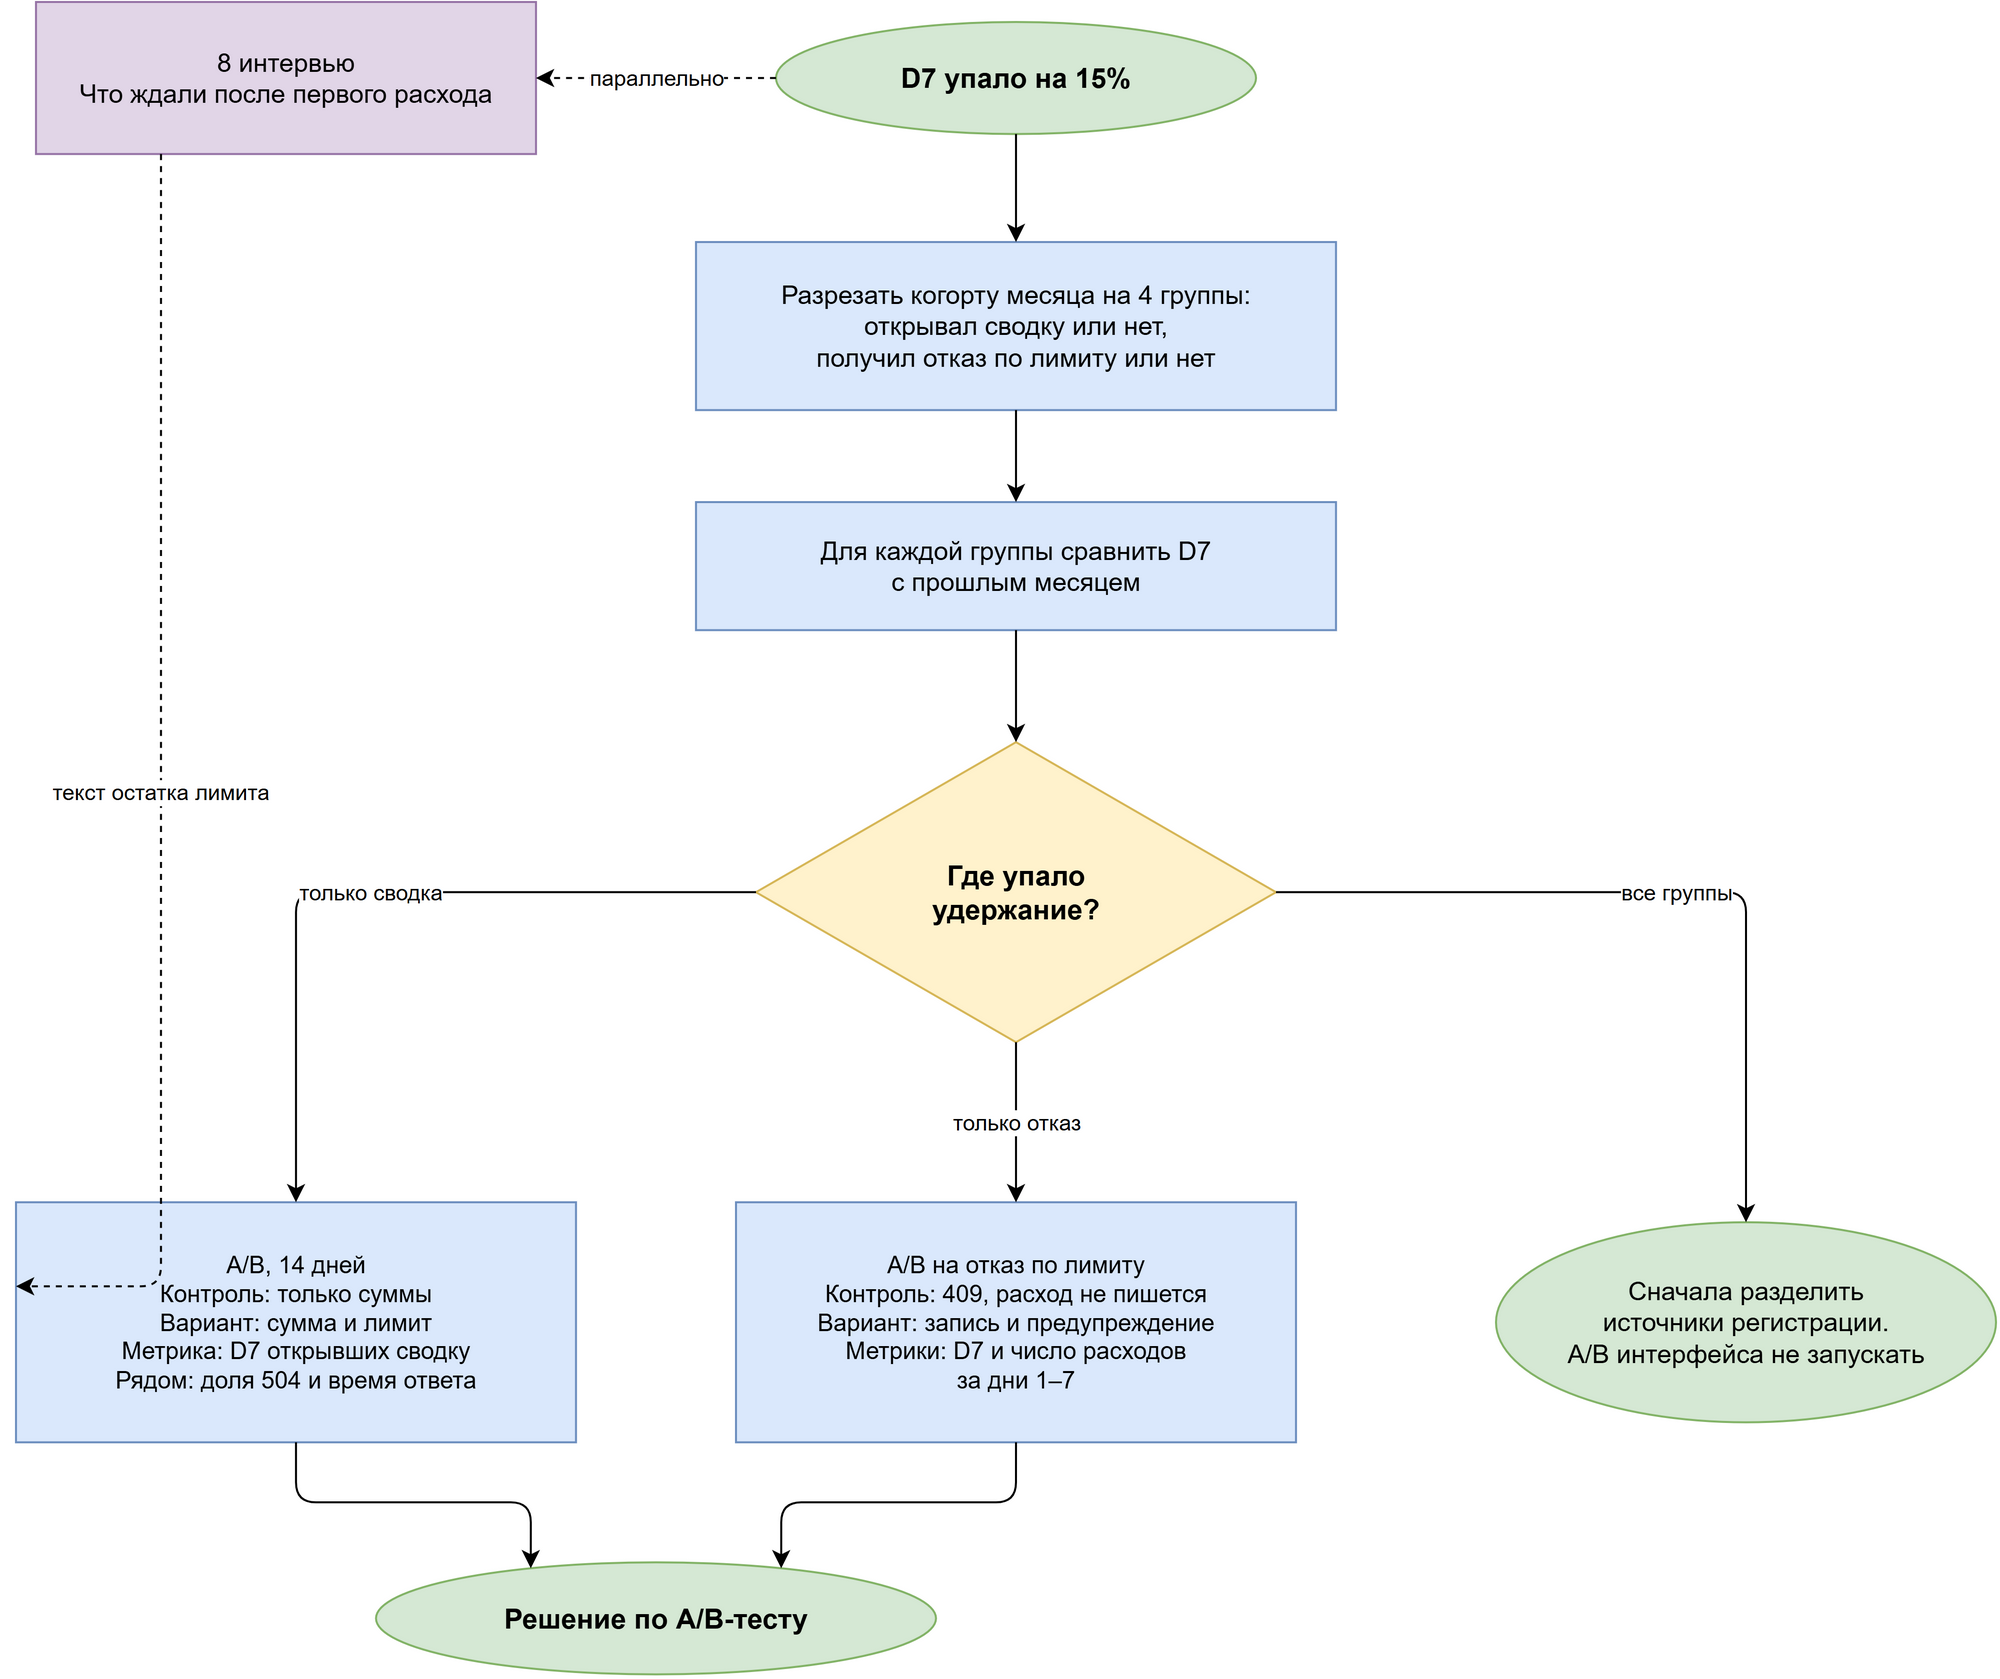 8 интервью
Что ждали после первого расхода
параллельно
D7 упало на 15%
Разрезать когорту месяца на 4 группы:
открывал сводку или нет,
получил отказ по лимиту или нет
Для каждой группы сравнить D7
с прошлым месяцем
текст остатка лимита
Где упало
удержание?
только сводка
все группы
только отказ
A/B, 14 дней
Контроль: только суммы
Вариант: сумма и лимит
Метрика: D7 открывших сводку
Рядом: доля 504 и время ответа
A/B на отказ по лимиту
Контроль: 409, расход не пишется
Вариант: запись и предупреждение
Метрики: D7 и число расходов
за дни 1–7
Сначала разделить
источники регистрации.
A/B интерфейса не запускать
Решение по A/B-тесту